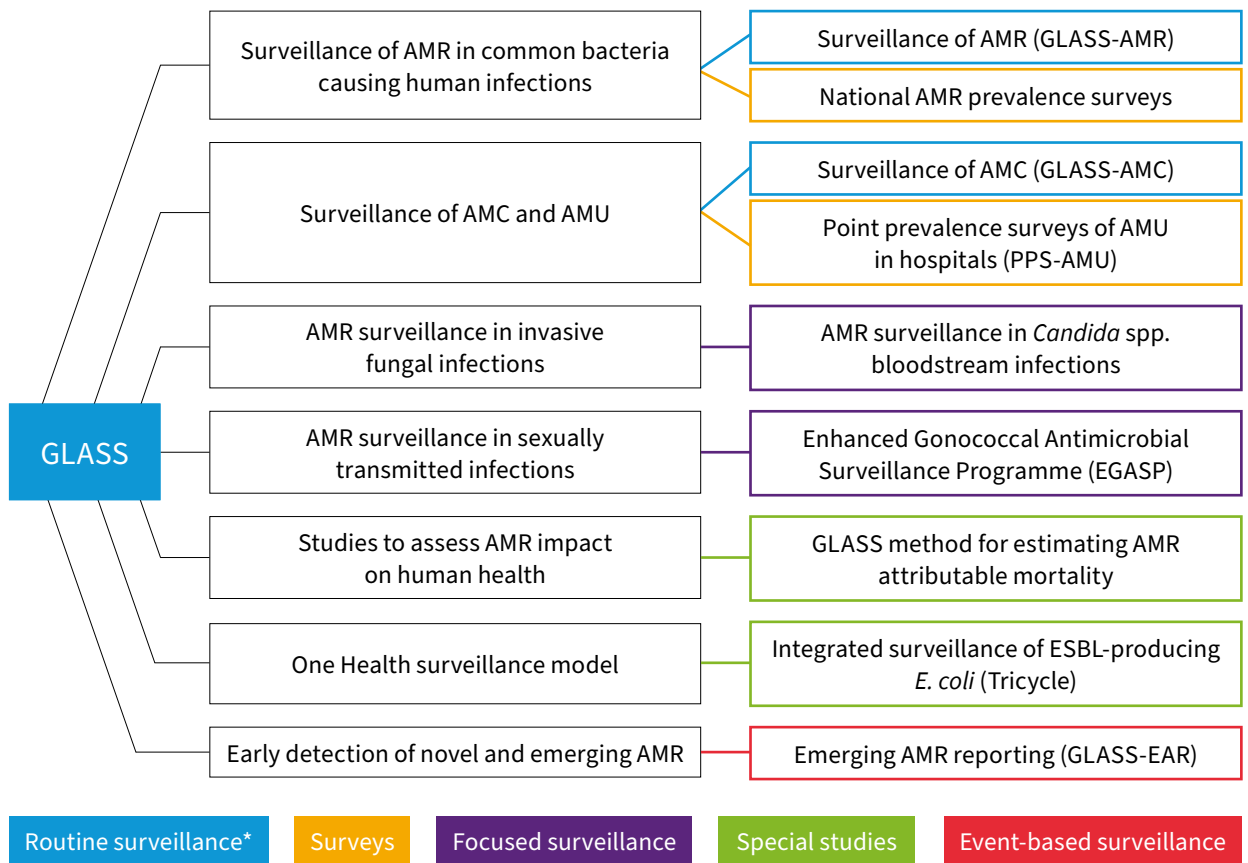 Surveillance of AMR in common bacteria
causing human infections
Surveillance of AMR (GLASS-AMR)
National AMR prevalence surveys
Surveillance of AMC and AMU
Surveillance of AMC (GLASS-AMC)
Point prevalence surveys of AMU
in hospitals (PPS-AMU)
AMR surveillance in invasive
fungal infections
AMR surveillance in Candida spp.
bloodstream infections
GLASS
AMR surveillance in sexually
transmitted infections
Enhanced Gonococcal Antimicrobial
Surveillance Programme (EGASP)
Studies to assess AMR impact
on human health
GLASS method for estimating AMR
attributable mortality
One Health surveillance model
Integrated surveillance of ESBL-producing
E. coli (Tricycle)
Early detection of novel and emerging AMR
Emerging AMR reporting (GLASS-EAR)
Routine surveillance*
Surveys
Focused surveillance
Special studies
Event-based surveillance